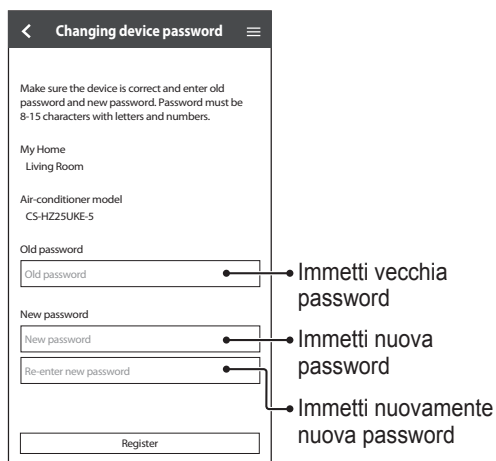 Changing device password
Make sure the device is correct and enter old
password and new password. Password must be
8-15 characters with letters and numbers.
My Home
Living Room
Air-conditioner model
CS-HZ25UKE-5
Old password
Old password
Immetti vecchia
password
New password
New password
Immetti nuova
password
Re-enter new password
Immetti nuovamente
nuova password
Register